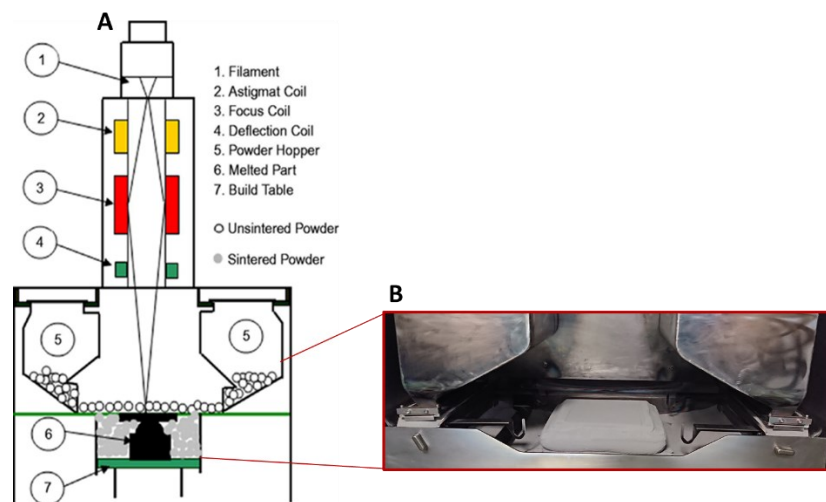 A
1
2
3
4
5
5
6
7
1. Filament
2. Astigmat Coil
3. Focus Coil
4. Deflection Coil
5. Powder Hopper
6. Melted Part
7. Build Table
Unsintered Powder
Sintered Powder
B